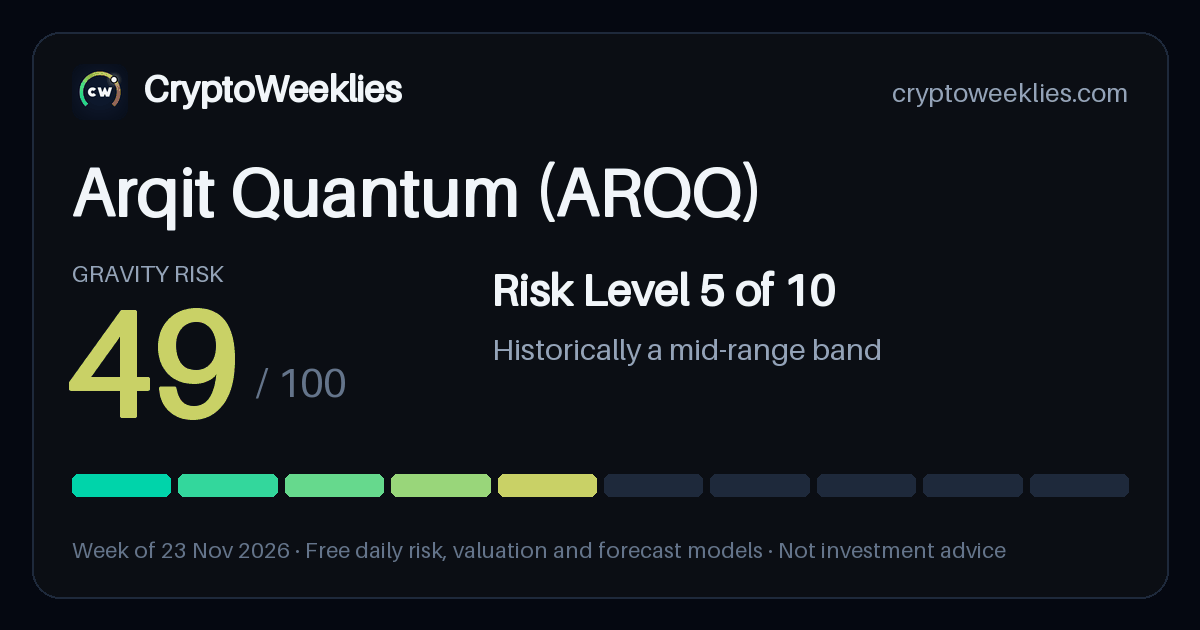 CW
CryptoWeeklies
cryptoweeklies.com
Arqit Quantum (ARQQ)
GRAVITY RISK
49 / 100
Risk Level 5 of 10
Historically a mid-range band
Week of 23 Nov 2026 · Free daily risk, valuation and forecast models · Not investment advice